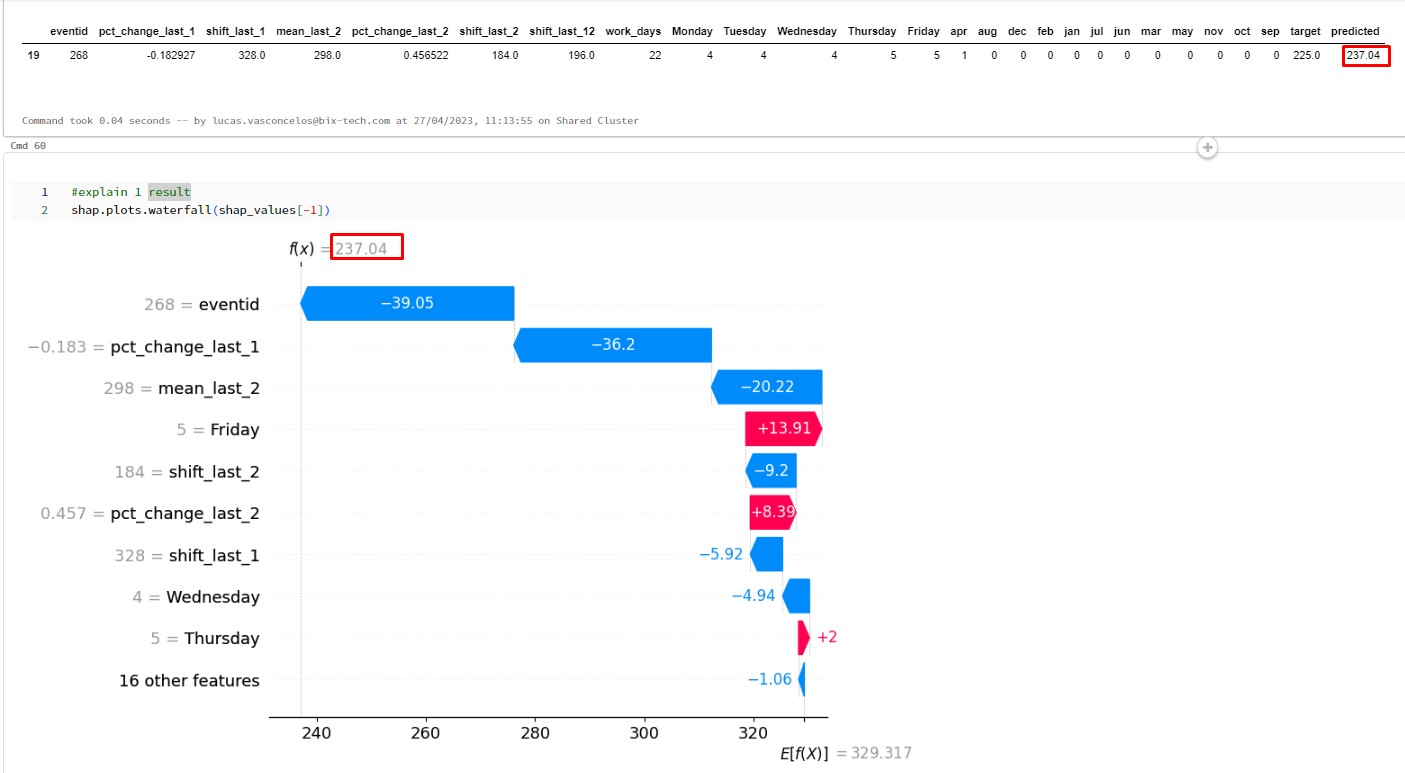 eventid pct_change_last_1 shift_last_1 mean_last_2 pct_change_last_2 shift_last_2 shift_last_12 work_days Monday Tuesday Wednesday Thursday Friday apr aug dec feb jan jul jun mar may nov oct sep target predicted
19 268 -0.182927 328.0 298.0 0.456522 184.0 196.0 22 4 4 4 5 5 1 0 0 0 0 0 0 0 0 0 0 0 225.0 237.04
Command took 0.04 seconds -- by lucas.vasconcelos@bix-tech.com at 27/04/2023, 11:13:55 on Shared Cluster
Cmd 60
1 #explain 1 result
2 shap.plots.waterfall(shap_values[-1])
f(x) = 237.04
268 = eventid −39.05
−0.183 = pct_change_last_1 −36.2
298 = mean_last_2 −20.22
5 = Friday +13.91
184 = shift_last_2 −9.2
0.457 = pct_change_last_2 +8.39
328 = shift_last_1 −5.92
4 = Wednesday −4.94
5 = Thursday +2
16 other features −1.06
240 260 280 300 320
E[f(X)] = 329.317